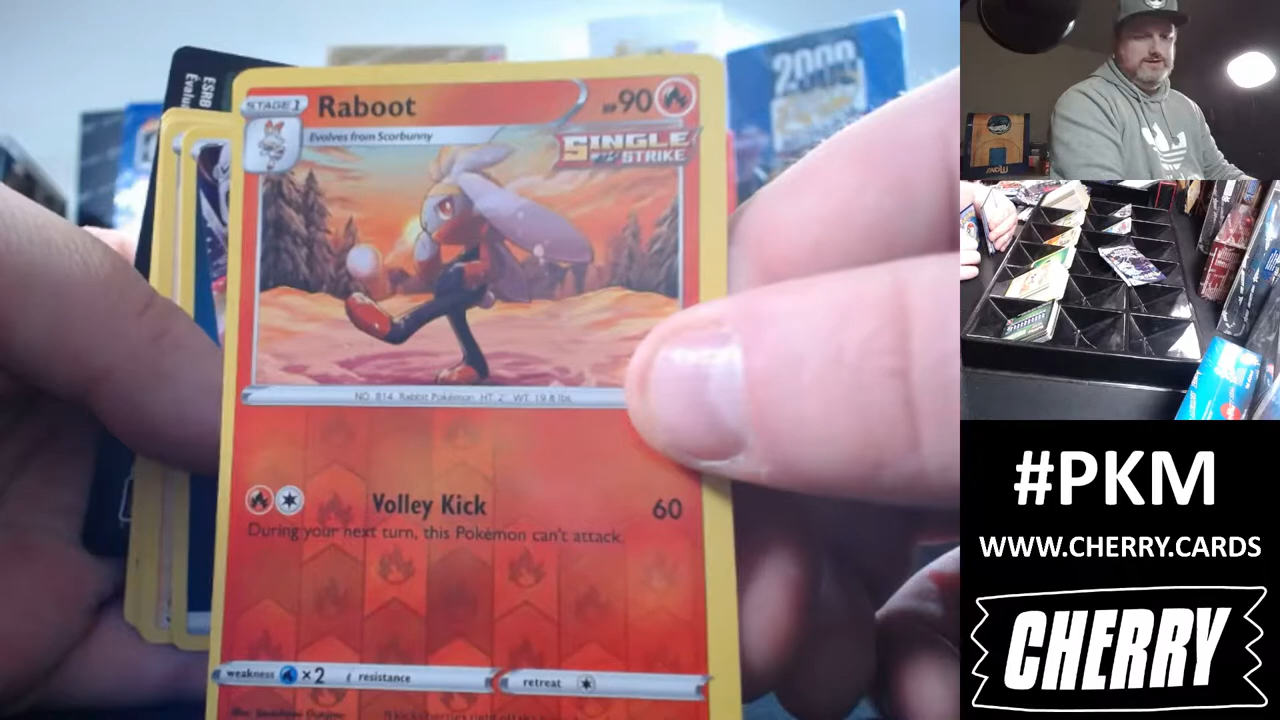 2000
ESRB
STAGE 1
Raboot
HP 90
Evolves from Scorbunny
SINGLE
STRIKE
NO. 814 Rabbit Pokémon HT: 2' WT: 19.8 lbs.
Volley Kick
60
During your next turn, this Pokémon can't attack.
weakness ×2 resistance
retreat
#PKM
WWW.CHERRY.CARDS
CHERRY